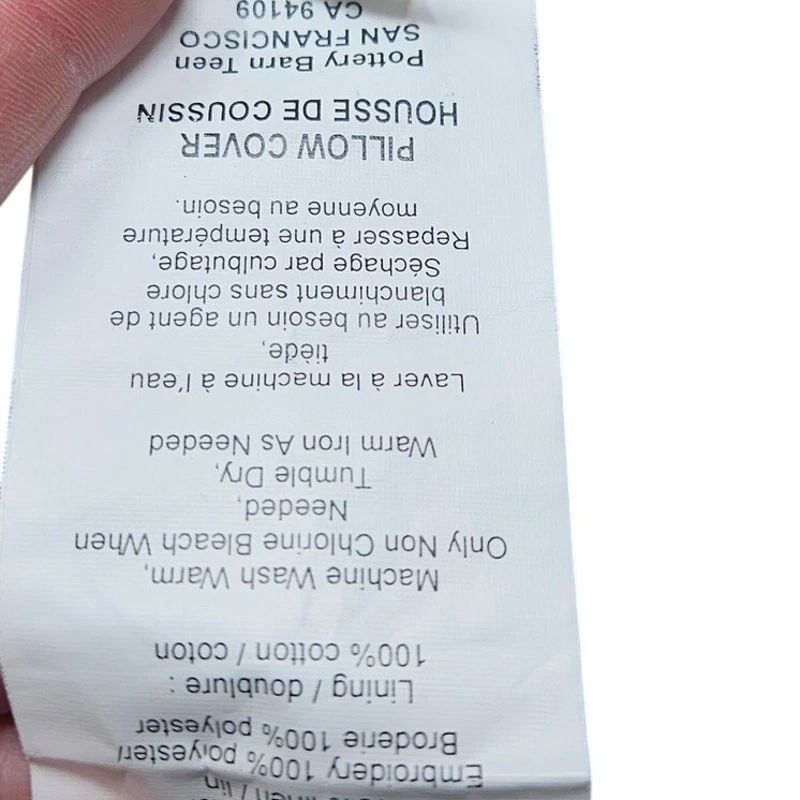 linen / lin
Embroidery 100% polyester/
Broderie 100% polyester
Lining / doublure :
100% cotton / coton
Machine Wash Warm,
Only Non Chlorine Bleach When
Needed,
Tumble Dry,
Warm Iron As Needed
Laver à la machine à l'eau
tiède,
Utiliser au besoin un agent de
blanchiment sans chlore
Séchage par culbutage,
Repasser à une température
moyenne au besoin.
PILLOW COVER
HOUSSE DE COUSSIN
Pottery Barn Teen
SAN FRANCISCO
CA 94109